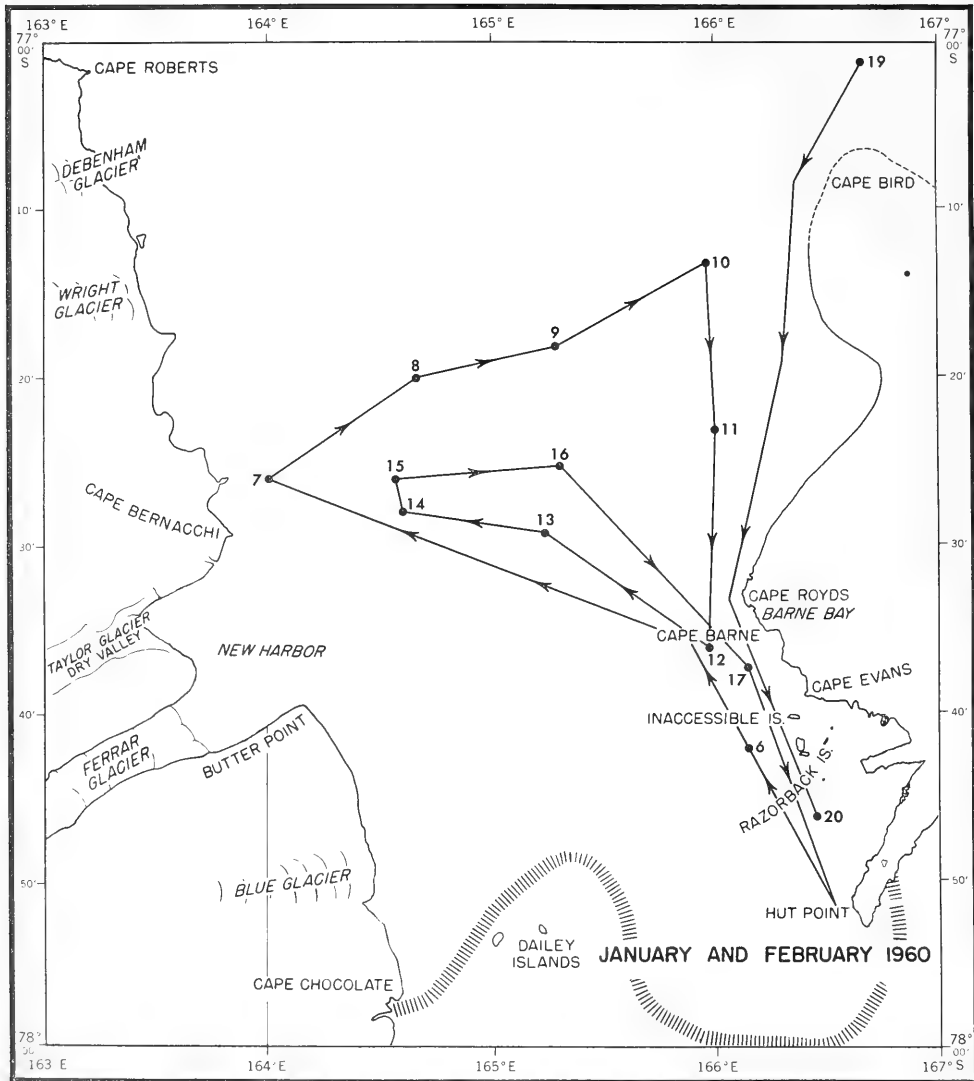 163° E
164° E
165° E
166° E
167° E
77°
00'
S
77°
00'
S
CAPE ROBERTS
19
DEBENHAM
GLACIER
CAPE BIRD
10'
10'
10
WRIGHT
GLACIER
9
8
20'
20'
11
7
15
16
14
13
CAPE BERNACCHI
30'
30'
CAPE ROYDS
BARNE BAY
TAYLOR GLACIER
DRY VALLEY
NEW HARBOR
CAPE BARNE
12
17
CAPE EVANS
40'
40'
INACCESSIBLE IS.
6
FERRAR
GLACIER
BUTTER POINT
RAZORBACK IS.
20
50'
50'
BLUE GLACIER
HUT POINT
DAILEY
ISLANDS
JANUARY AND FEBRUARY 1960
CAPE CHOCOLATE
78°
00'
78°
00'
S
163 E
164° E
165° E
166° E
167° E